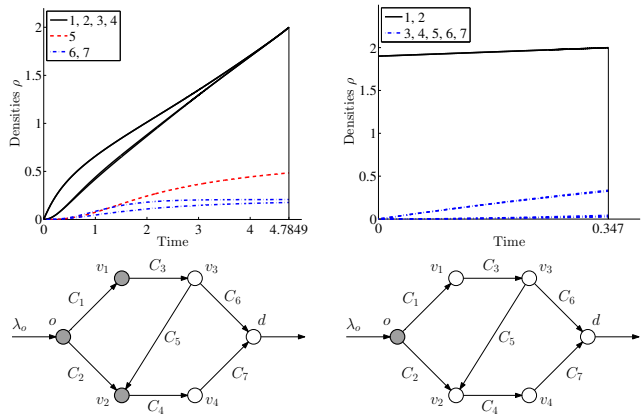 1, 2, 3, 4
5
6, 7
Densities ρ
2
1.5
1
0.5
0
0
1
2
3
4
4.7849
Time
1, 2
3, 4, 5, 6, 7
Densities ρ
2
1.5
1
0.5
0
0
0.347
Time
λo
o
v1
v2
v3
v4
d
C1
C2
C3
C4
C5
C6
C7
λo
o
v1
v2
v3
v4
d
C1
C2
C3
C4
C5
C6
C7